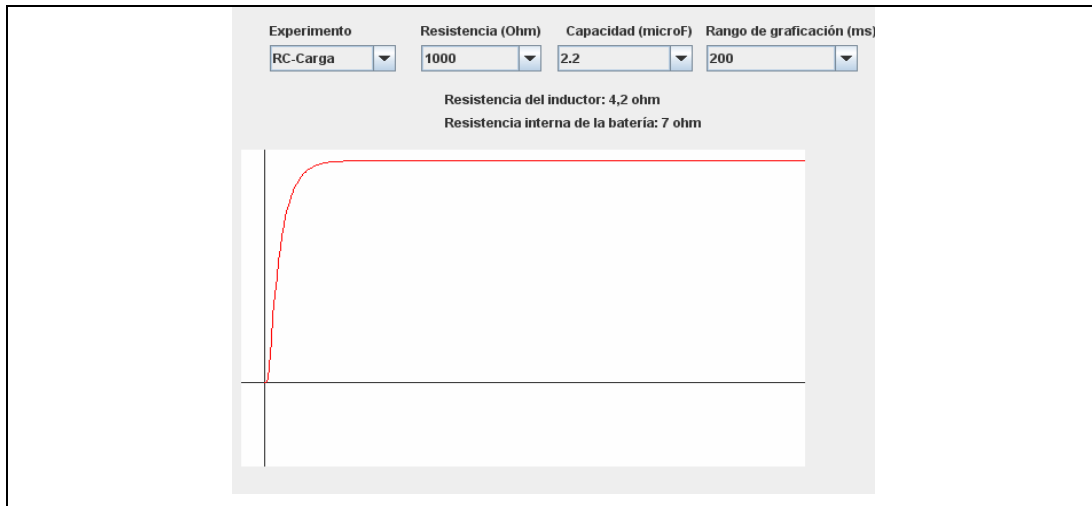 Experimento Resistencia (Ohm) Capacidad (microF) Rango de graficación (ms)
RC-Carga 1000 2.2 200
Resistencia del inductor: 4,2 ohm
Resistencia interna de la batería: 7 ohm